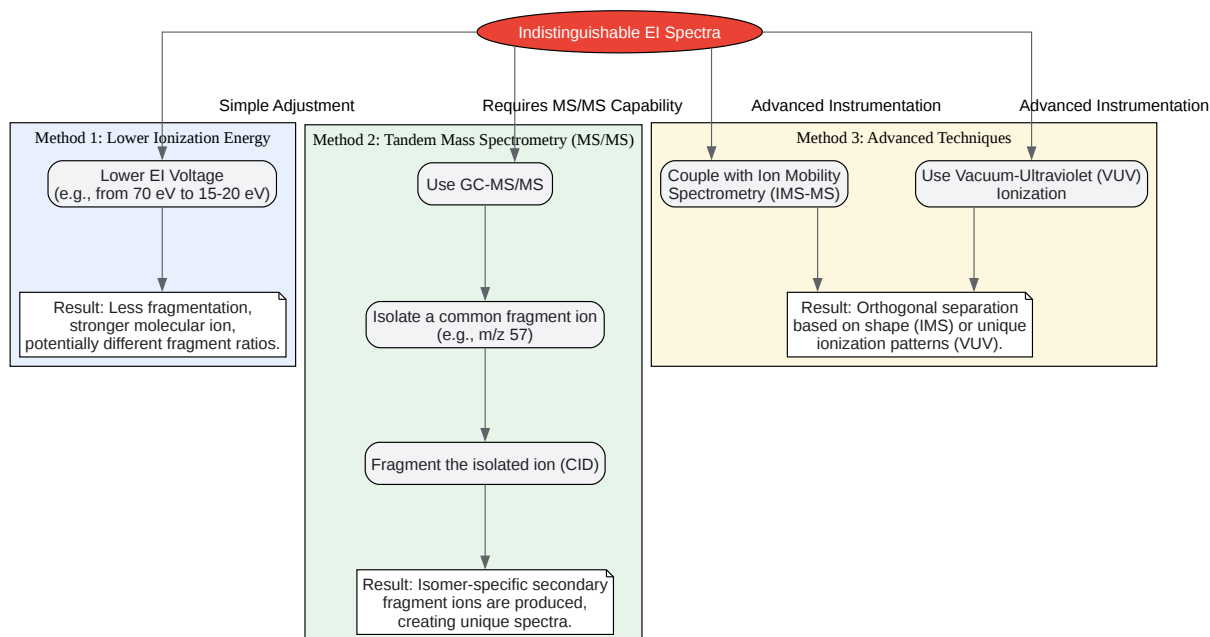 Indistinguishable EI Spectra
Simple Adjustment
Requires MS/MS Capability
Advanced Instrumentation
Advanced Instrumentation
Method 1: Lower Ionization Energy
Lower EI Voltage
(e.g., from 70 eV to 15-20 eV)
Result: Less fragmentation,
stronger molecular ion,
potentially different fragment ratios.
Method 2: Tandem Mass Spectrometry (MS/MS)
Use GC-MS/MS
Isolate a common fragment ion
(e.g., m/z 57)
Fragment the isolated ion (CID)
Result: Isomer-specific secondary
fragment ions are produced,
creating unique spectra.
Method 3: Advanced Techniques
Couple with Ion Mobility
Spectrometry (IMS-MS)
Use Vacuum-Ultraviolet (VUV)
Ionization
Result: Orthogonal separation
based on shape (IMS) or unique
ionization patterns (VUV).